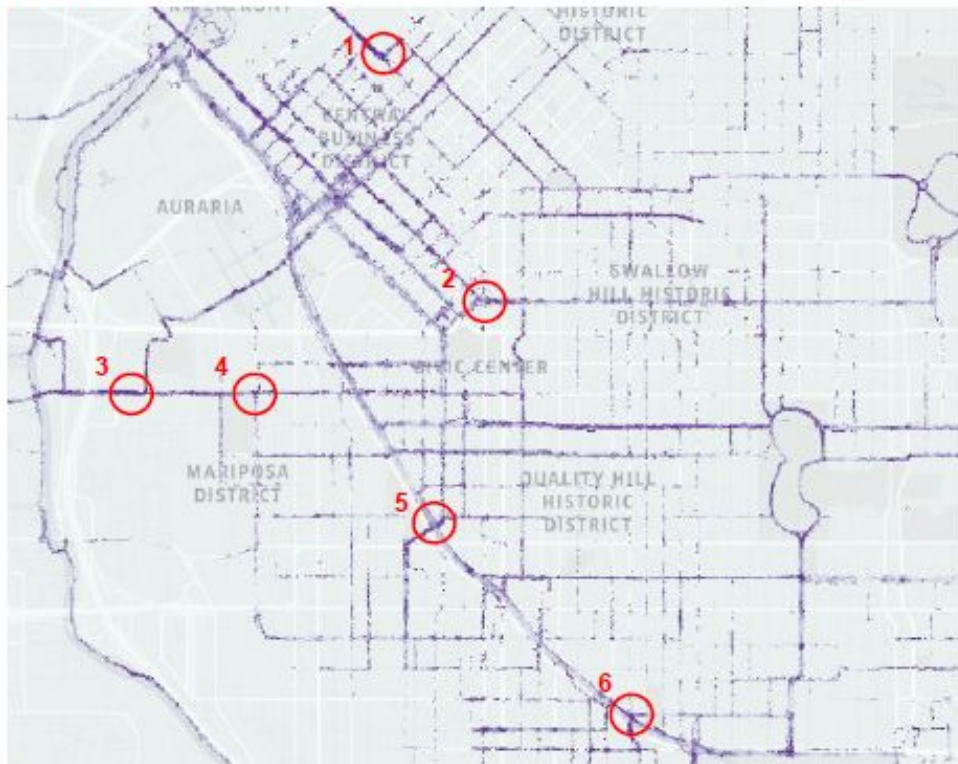 RIVERFRONT
HISTORIC
DISTRICT
1
CENTRAL
BUSINESS
DISTRICT
AURARIA
2
SWALLOW
HILL HISTORIC
DISTRICT
3
4
CIVIC CENTER
MARIPOSA
DISTRICT
5
QUALITY HILL
HISTORIC
DISTRICT
6